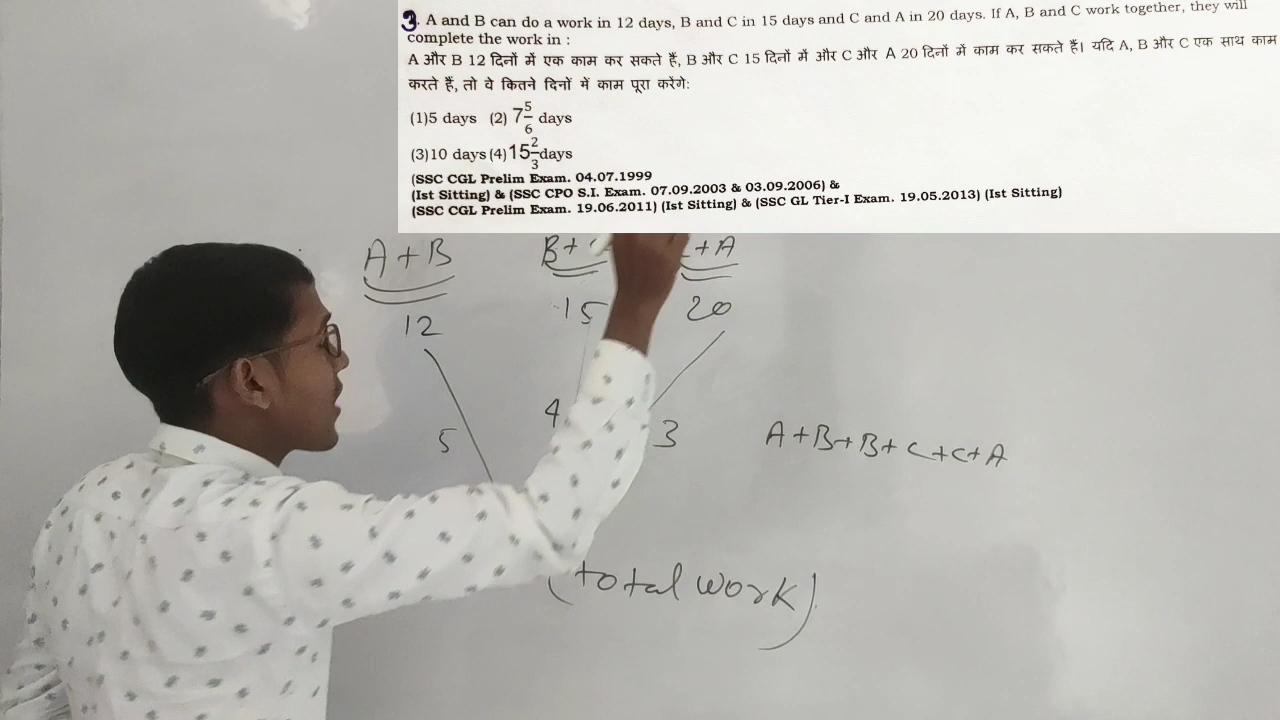 3. A and B can do a work in 12 days, B and C in 15 days and C and A in 20 days. If A, B and C work together, they will
complete the work in :
A और B 12 दिनों में एक काम कर सकते हैं, B और C 15 दिनों में और C और A 20 दिनों में काम कर सकते हैं। यदि A, B और C एक साथ काम
करते हैं, तो वे कितने दिनों में काम पूरा करेंगे:
(1)5 days (2) 7 5/6 days
(3)10 days (4) 15 2/3 days
(SSC CGL Prelim Exam. 04.07.1999
(Ist Sitting) & (SSC CPO S.I. Exam. 07.09.2003 & 03.09.2006) &
(SSC CGL Prelim Exam. 19.06.2011) (Ist Sitting) & (SSC GL Tier-I Exam. 19.05.2013) (Ist Sitting)
A+B B+ +A
12 15 20
5 4 3
A+B+B+C+C+A
(total work)